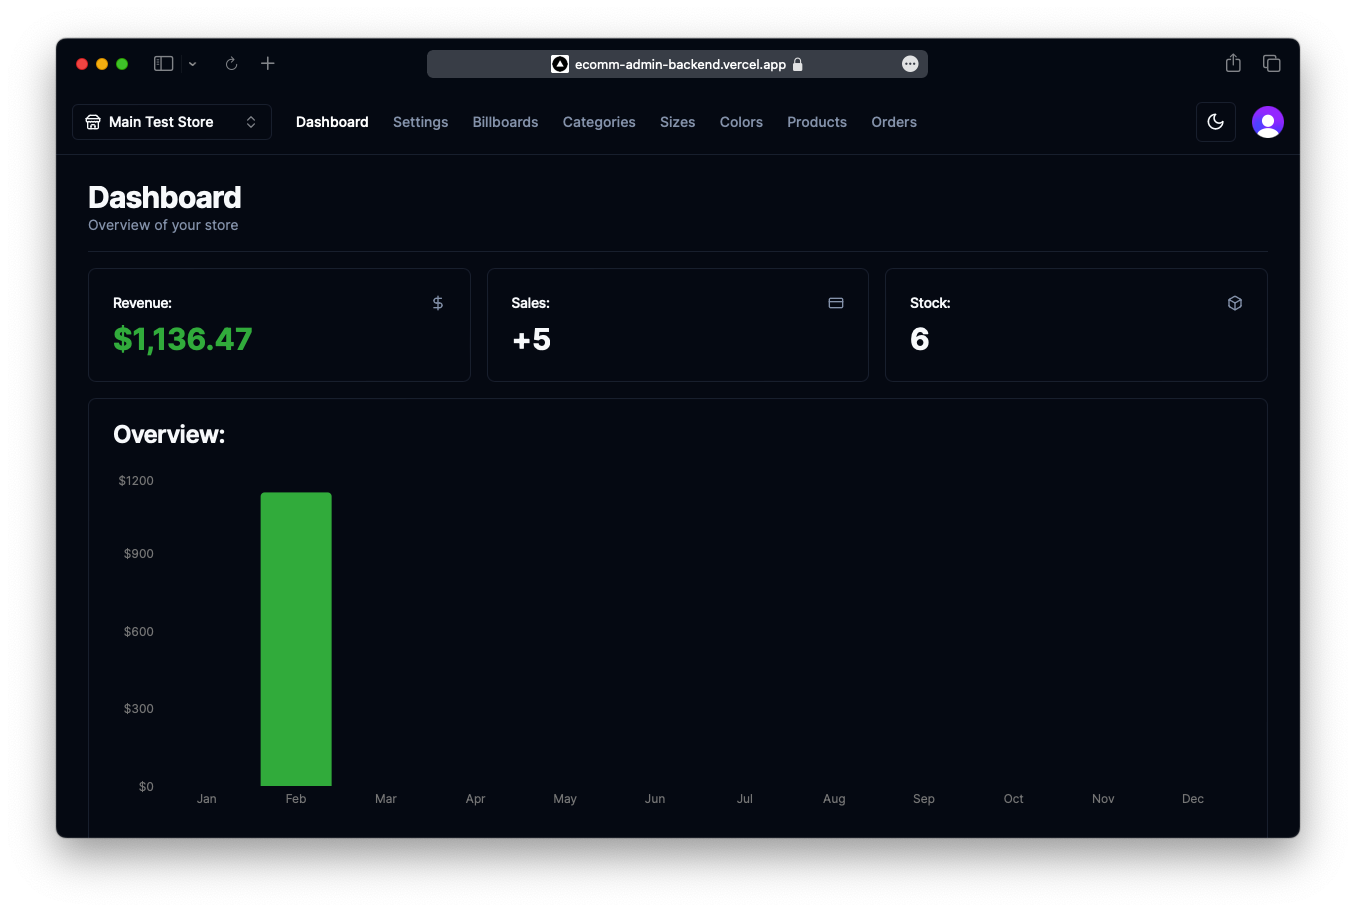 ecomm-admin-backend.vercel.app
Main Test Store Dashboard Settings Billboards Categories Sizes Colors Products Orders
Dashboard
Overview of your store
Revenue: $
$1,136.47
Sales:
+5
Stock:
6
Overview:
$1200
$900
$600
$300
$0
Jan Feb Mar Apr May Jun Jul Aug Sep Oct Nov Dec